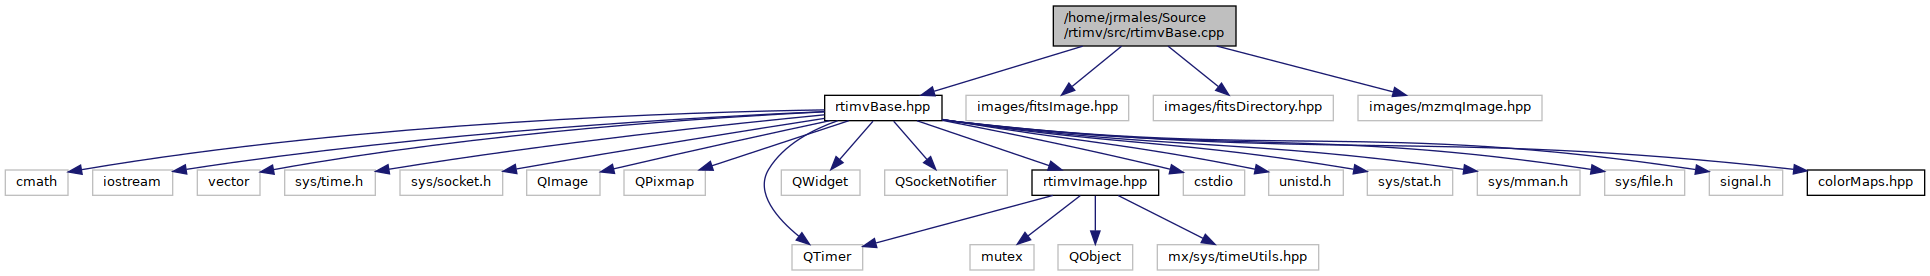 /home/jrmales/Source
/rtimv/src/rtimvBase.cpp
rtimvBase.hpp
images/fitsImage.hpp
images/fitsDirectory.hpp
images/mzmqImage.hpp
cmath
iostream
vector
sys/time.h
sys/socket.h
QImage
QPixmap
QWidget
QSocketNotifier
rtimvImage.hpp
cstdio
unistd.h
sys/stat.h
sys/mman.h
sys/file.h
signal.h
colorMaps.hpp
QTimer
mutex
QObject
mx/sys/timeUtils.hpp